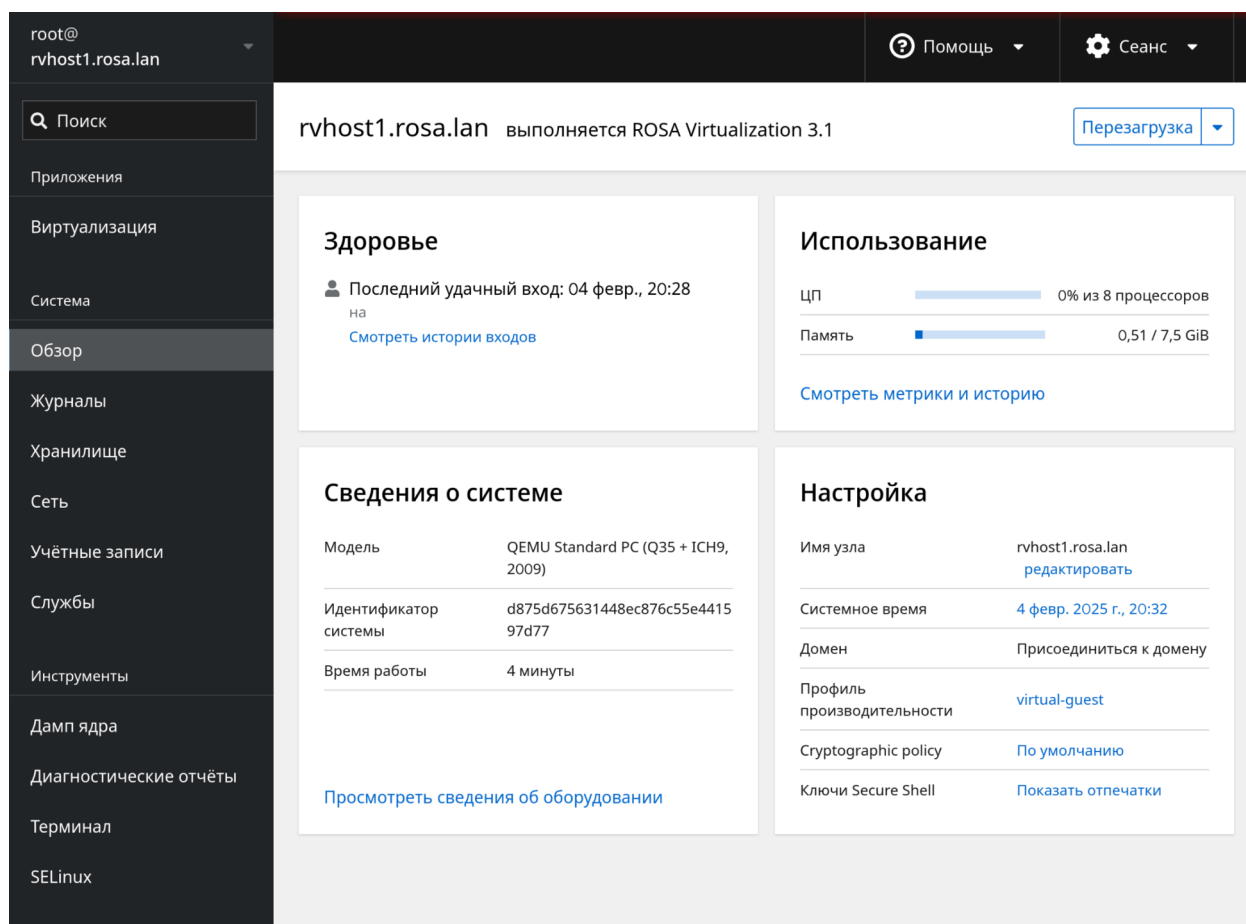 root@
rvhost1.rosa.lan
Помощь
Сеанс
Поиск
rvhost1.rosa.lan выполняется ROSA Virtualization 3.1
Перезагрузка
Приложения
Виртуализация
Система
Обзор
Журналы
Хранилище
Сеть
Учётные записи
Службы
Инструменты
Дамп ядра
Диагностические отчёты
Терминал
SELinux
Здоровье
Последний удачный вход: 04 февр., 20:28
на
Смотреть истории входов
Использование
ЦП 0% из 8 процессоров
Память 0,51 / 7,5 GiB
Смотреть метрики и историю
Сведения о системе
Модель QEMU Standard PC (Q35 + ICH9,
2009)
Идентификатор d875d675631448ec876c55e4415
системы 97d77
Время работы 4 минуты
Просмотреть сведения об оборудовании
Настройка
Имя узла rvhost1.rosa.lan
редактировать
Системное время 4 февр. 2025 г., 20:32
Домен Присоединиться к домену
Профиль
производительности virtual-guest
Cryptographic policy По умолчанию
Ключи Secure Shell Показать отпечатки